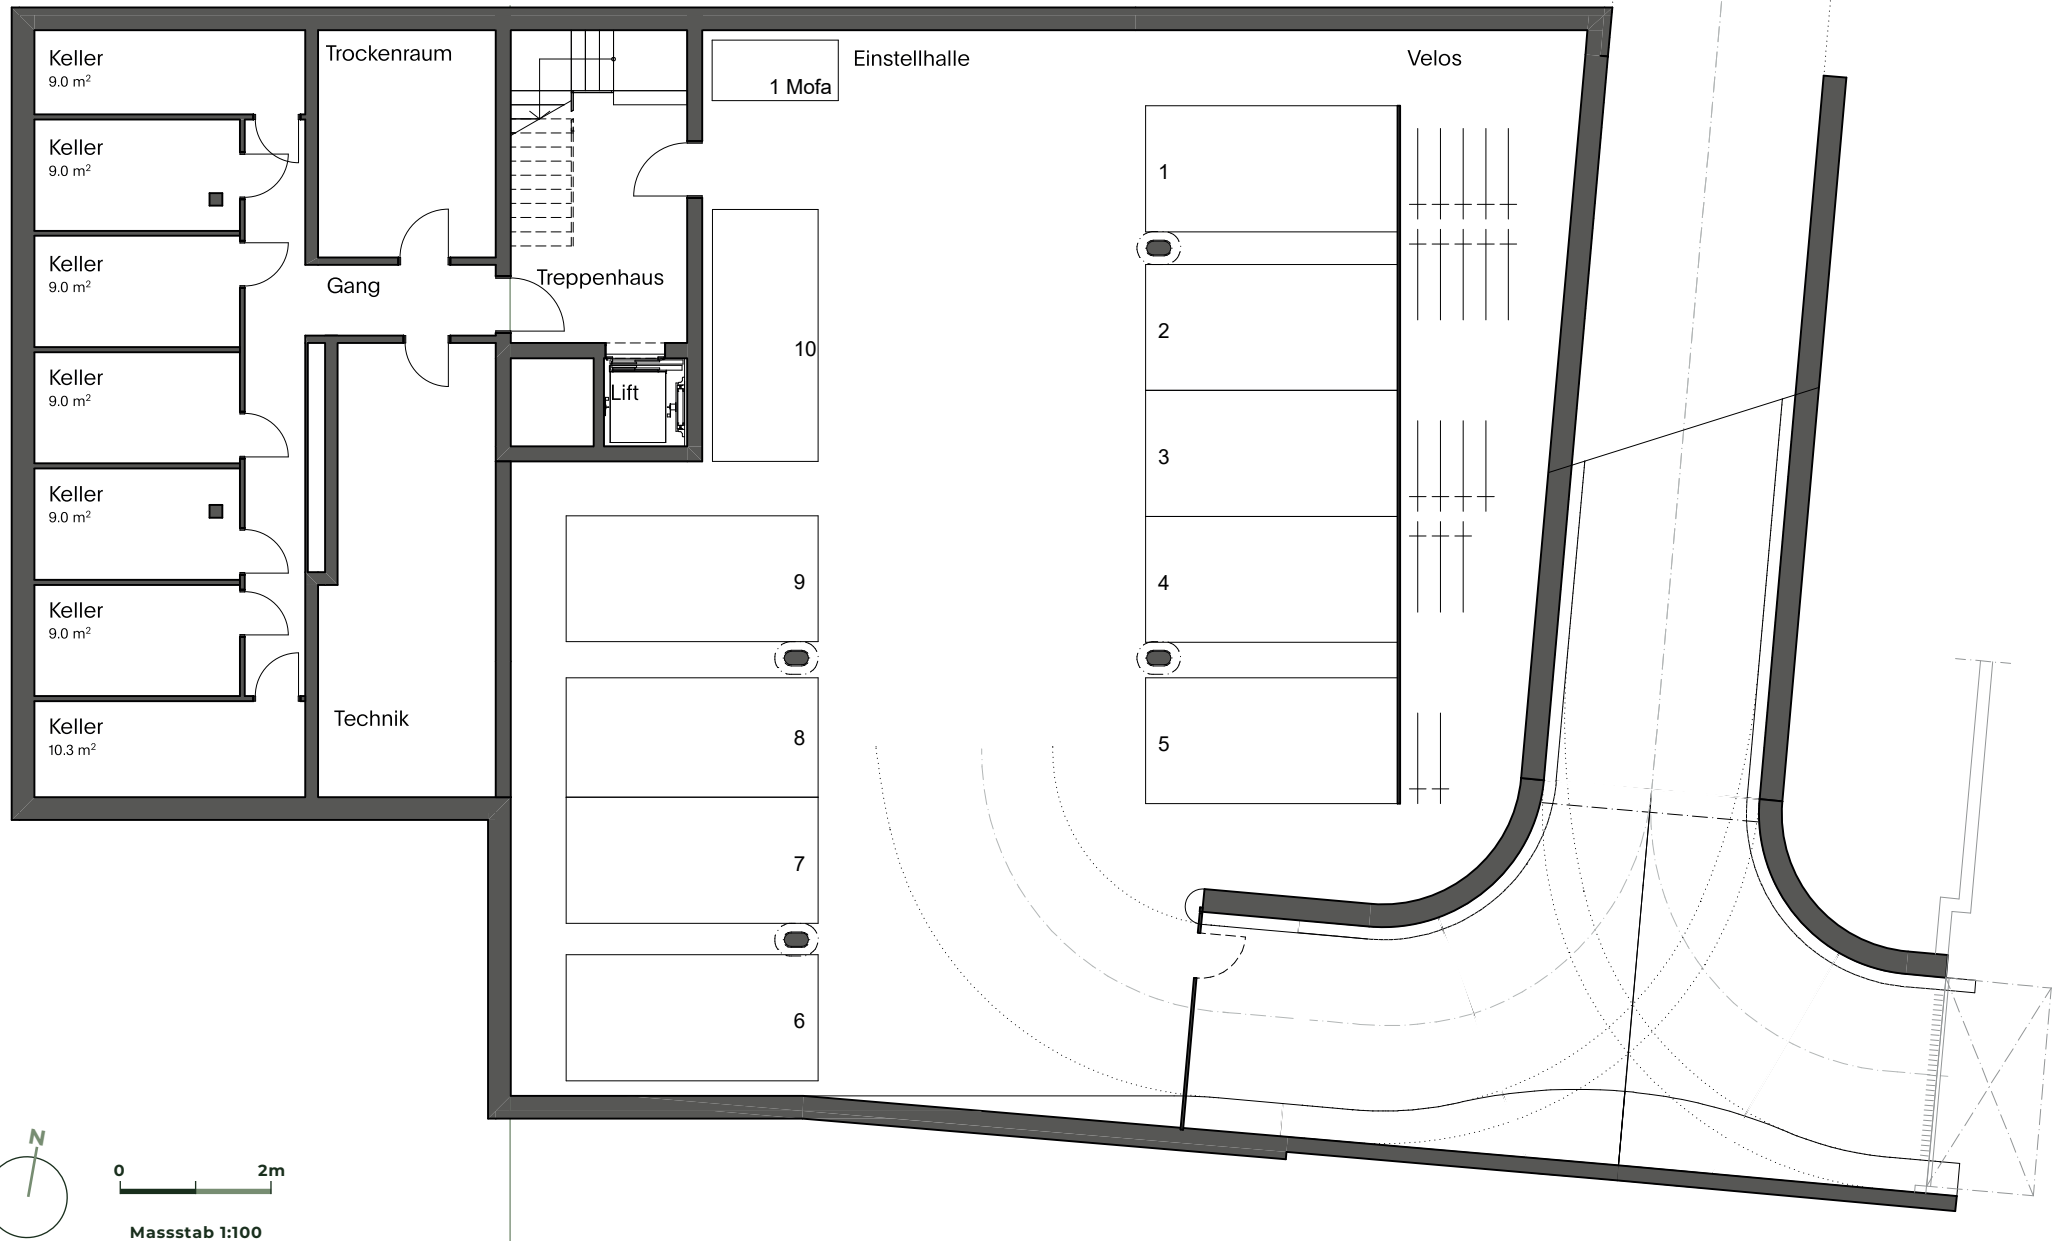 Keller
9.0 m²
Keller
9.0 m²
Keller
9.0 m²
Keller
9.0 m²
Keller
9.0 m²
Keller
9.0 m²
Keller
10.3 m²
Trockenraum
Gang
Technik
Treppenhaus
Lift
1 Mofa
Einstellhalle
Velos
1
2
3
4
5
10
9
8
7
6
N
0 2m
Massstab 1:100